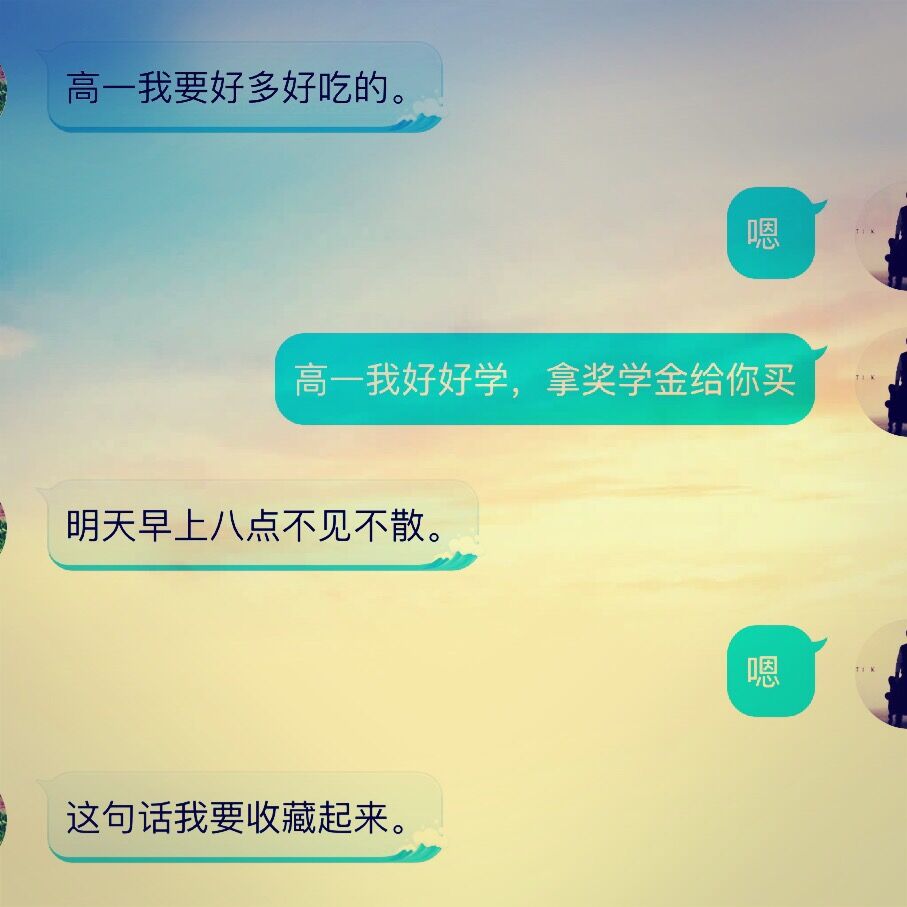 高一我要好多好吃的。
嗯
高一我好好学，拿奖学金给你买
明天早上八点不见不散。
嗯
这句话我要收藏起来。